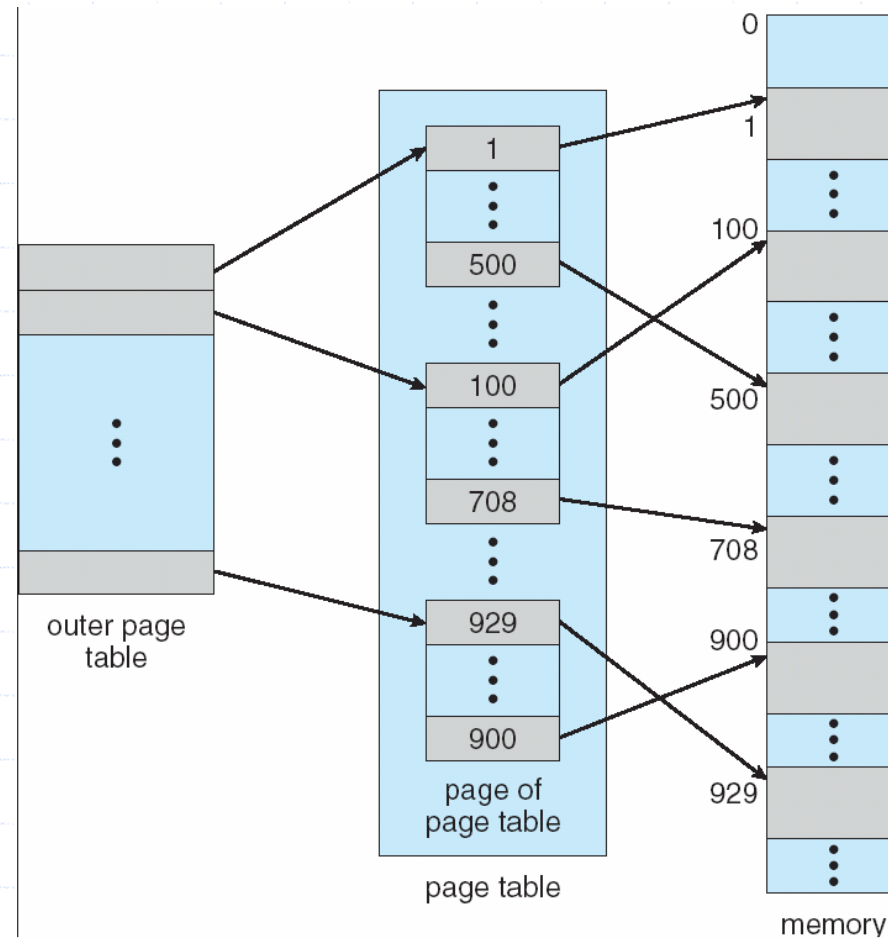 outer page
table
1
500
100
708
929
900
page of
page table
page table
0
1
100
500
708
900
929
memory